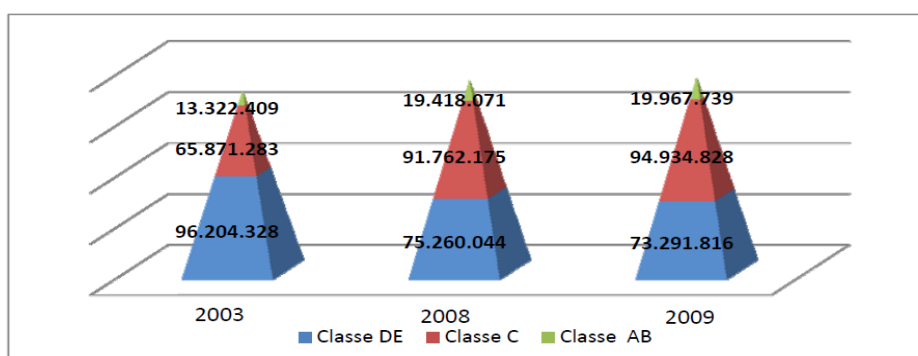 13.322.409 19.418.071 19.967.739
65.871.283 91.762.175 94.934.828
96.204.328 75.260.044 73.291.816
2003 2008 2009
Classe DE Classe C Classe AB